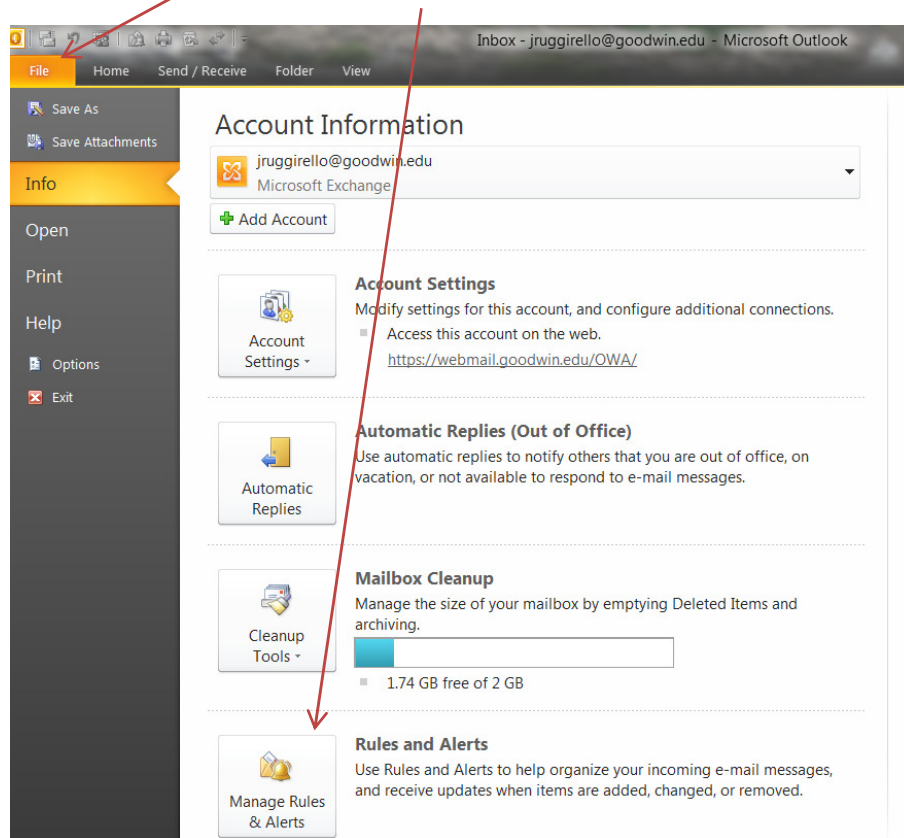 Inbox - jruggirello@goodwin.edu - Microsoft Outlook
File Home Send / Receive Folder View
Save As
Save Attachments
Info
Open
Print
Help
Options
Exit
Account Information
jruggirello@goodwin.edu
Microsoft Exchange
Add Account
Account
Settings
Account Settings
Modify settings for this account, and configure additional connections.
Access this account on the web.
https://webmail.goodwin.edu/OWA/
Automatic
Replies
Automatic Replies (Out of Office)
Use automatic replies to notify others that you are out of office, on
vacation, or not available to respond to e-mail messages.
Cleanup
Tools
Mailbox Cleanup
Manage the size of your mailbox by emptying Deleted Items and
archiving.
1.74 GB free of 2 GB
Manage Rules
& Alerts
Rules and Alerts
Use Rules and Alerts to help organize your incoming e-mail messages,
and receive updates when items are added, changed, or removed.